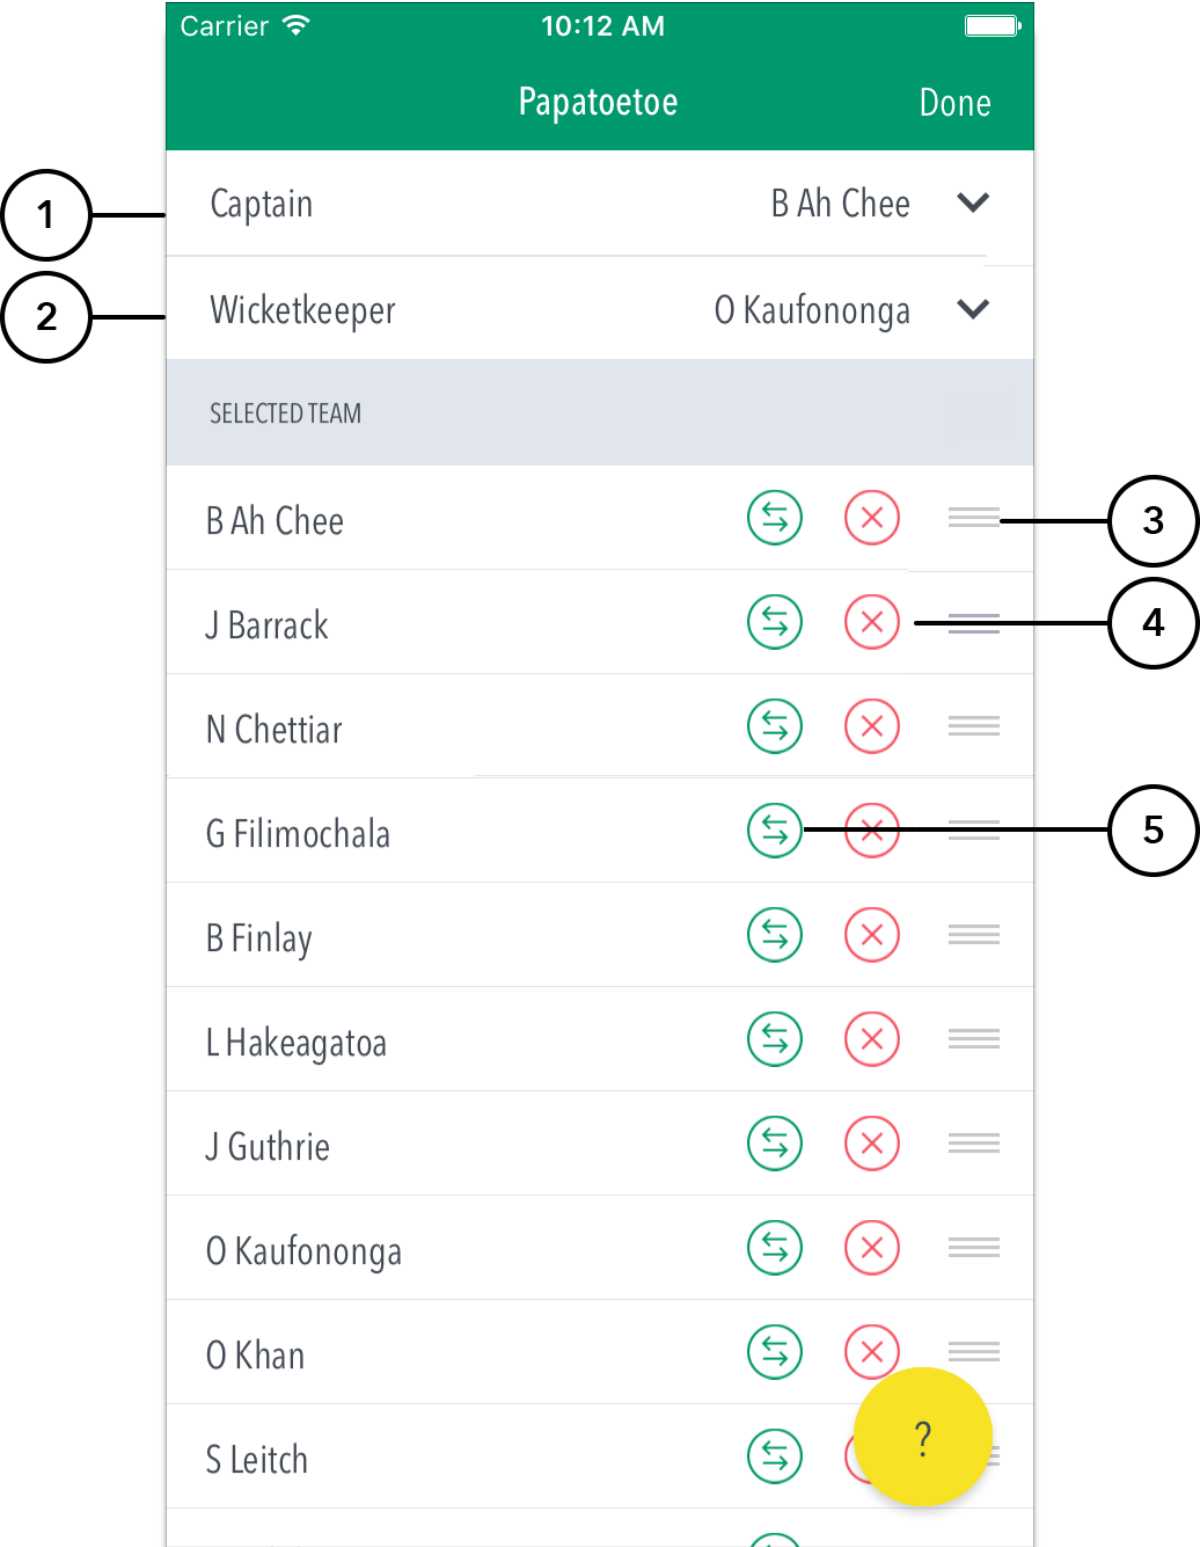 Carrier 10:12 AM
Papatoetoe Done
1 Captain B Ah Chee
2 Wicketkeeper O Kaufononga
SELECTED TEAM
B Ah Chee 3
J Barrack 4
N Chettiar
G Filimochala 5
B Finlay
L Hakeagatoa
J Guthrie
O Kaufononga
O Khan
S Leitch ?